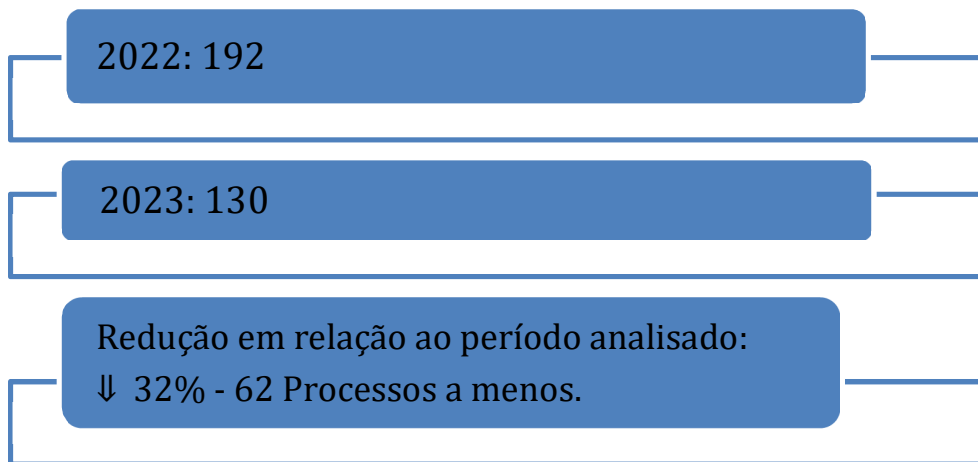 2022: 192
2023: 130
Redução em relação ao período analisado:
⇓ 32% - 62 Processos a menos.